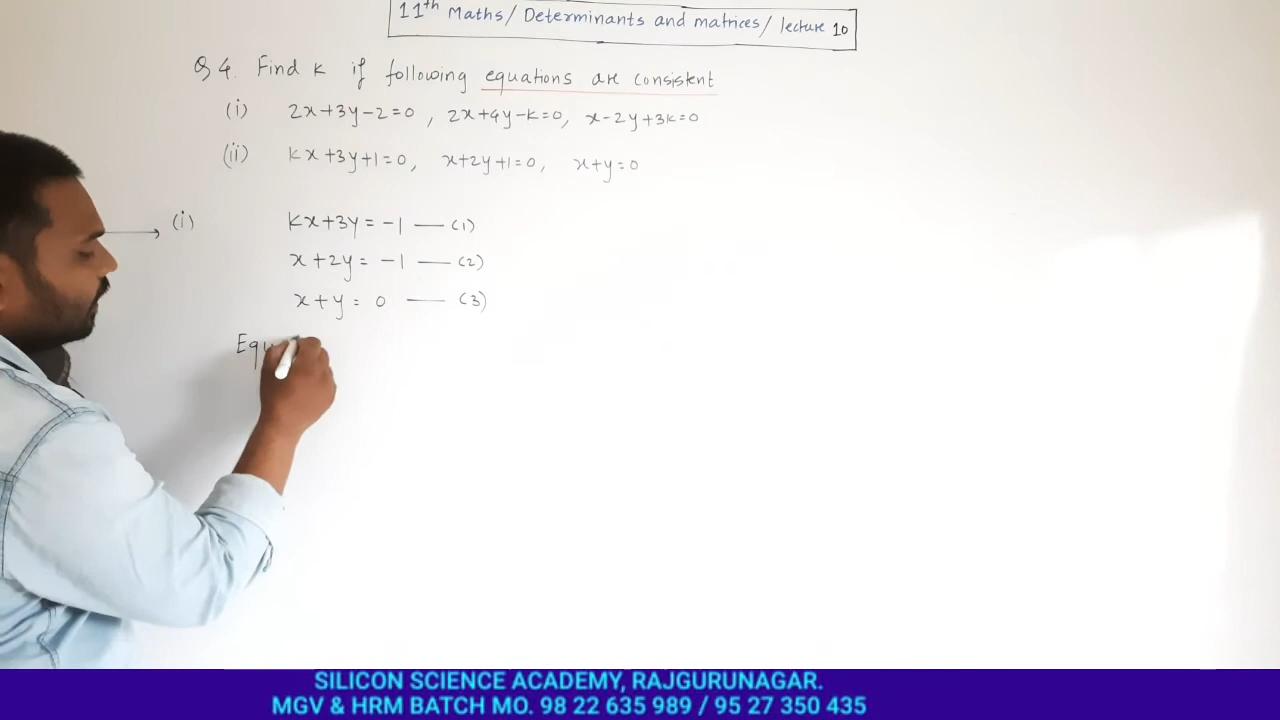 11th Maths/ Determinants and matrices/ lecture 10
Q 4. Find k if following equations are consistent
(i) 2x+3y-2=0, 2x+4y-k=0, x-2y+3k=0
(ii) kx+3y+1=0, x+2y+1=0, x+y=0
(i) kx+3y=-1 — (1)
x+2y=-1 — (2)
x+y=0 — (3)
Equ
SILICON SCIENCE ACADEMY, RAJGURUNAGAR.
MGV & HRM BATCH MO. 98 22 635 989 / 95 27 350 435